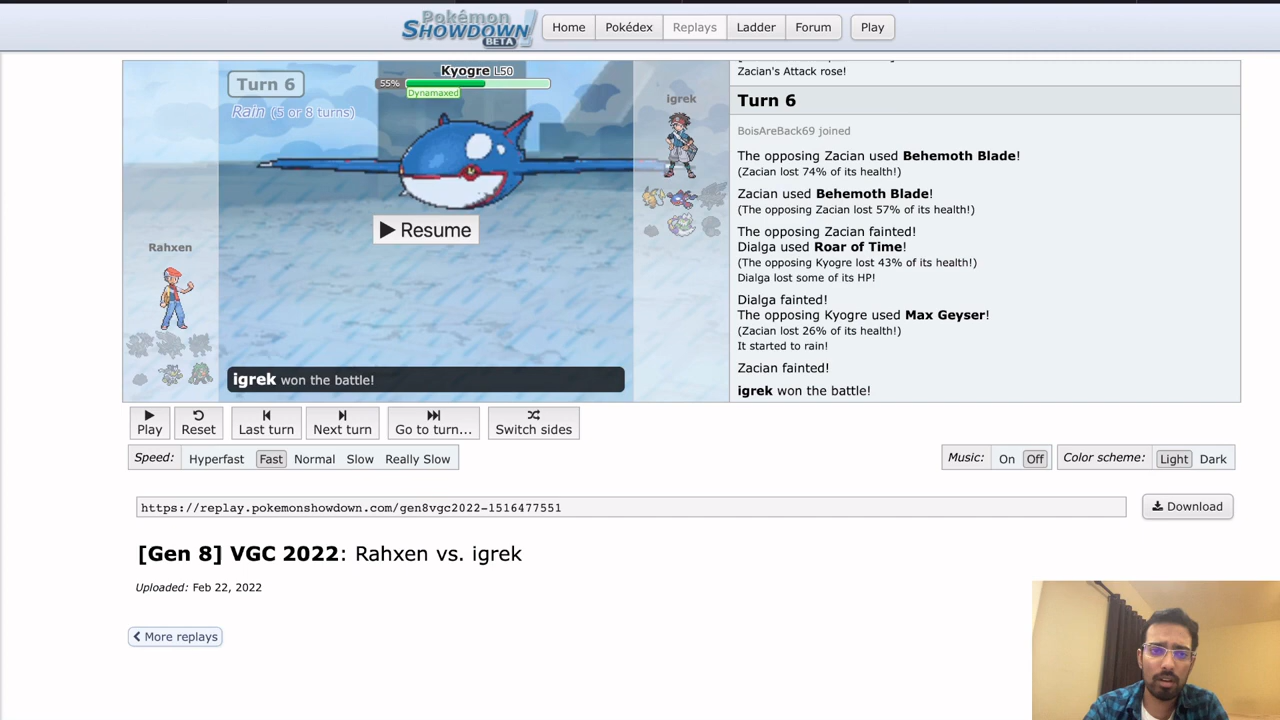 Pokémon
SHOWDOWN!
BETA
Home
Pokédex
Replays
Ladder
Forum
Play
Turn 6
Rain (5 or 8 turns)
Kyogre L50
55%
Dynamaxed
igrek
Rahxen
Resume
igrek won the battle!
Zacian's Attack rose!
Turn 6
BoisAreBack69 joined
The opposing Zacian used Behemoth Blade!
(Zacian lost 74% of its health!)
Zacian used Behemoth Blade!
(The opposing Zacian lost 57% of its health!)
The opposing Zacian fainted!
Dialga used Roar of Time!
(The opposing Kyogre lost 43% of its health!)
Dialga lost some of its HP!
Dialga fainted!
The opposing Kyogre used Max Geyser!
(Zacian lost 26% of its health!)
It started to rain!
Zacian fainted!
igrek won the battle!
Play
Reset
Last turn
Next turn
Go to turn...
Switch sides
Speed:
Hyperfast
Fast
Normal
Slow
Really Slow
Music:
On
Off
Color scheme:
Light
Dark
https://replay.pokemonshowdown.com/gen8vgc2022-1516477551
Download
[Gen 8] VGC 2022: Rahxen vs. igrek
Uploaded: Feb 22, 2022
More replays